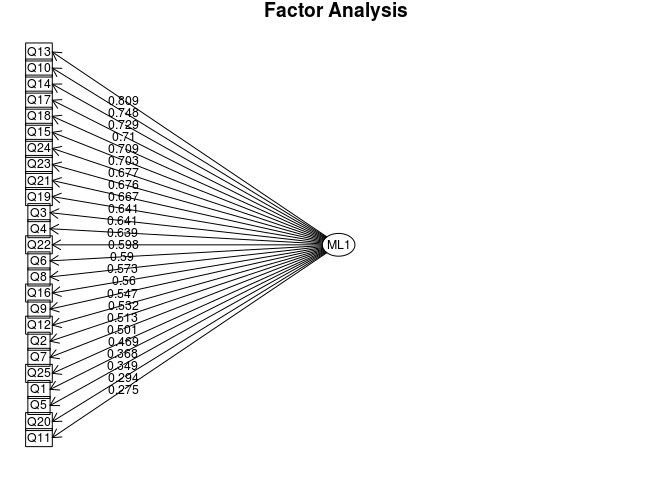 Factor Analysis
Q13
Q10
Q14
Q17
Q18
Q15
Q24
Q23
Q21
Q19
Q3
Q4
Q22
Q6
Q8
Q16
Q9
Q12
Q2
Q7
Q25
Q1
Q5
Q20
Q11
0.809
0.748
0.729
0.71
0.709
0.703
0.677
0.676
0.667
0.641
0.641
0.639
0.598
0.59
0.573
0.56
0.547
0.532
0.513
0.501
0.469
0.368
0.349
0.294
0.275
ML1